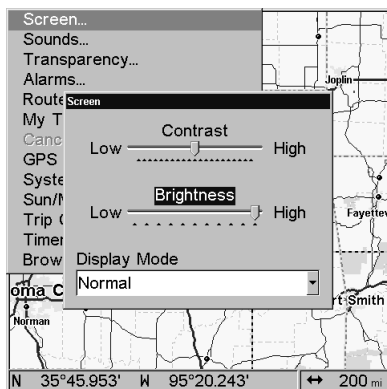 Screen...
Sounds...
Transparency...
Alarms...
Route
My T
Canc
GPS
Syste
Sun/M
Trip
Timer
Brow
Screen
Contrast
Low High
Brightness
Low High
Display Mode
Normal
Joplin
Fayettev
oma C
rt Smith
Norman
N 35°45.953' W 95°20.243' ↔ 200 mi